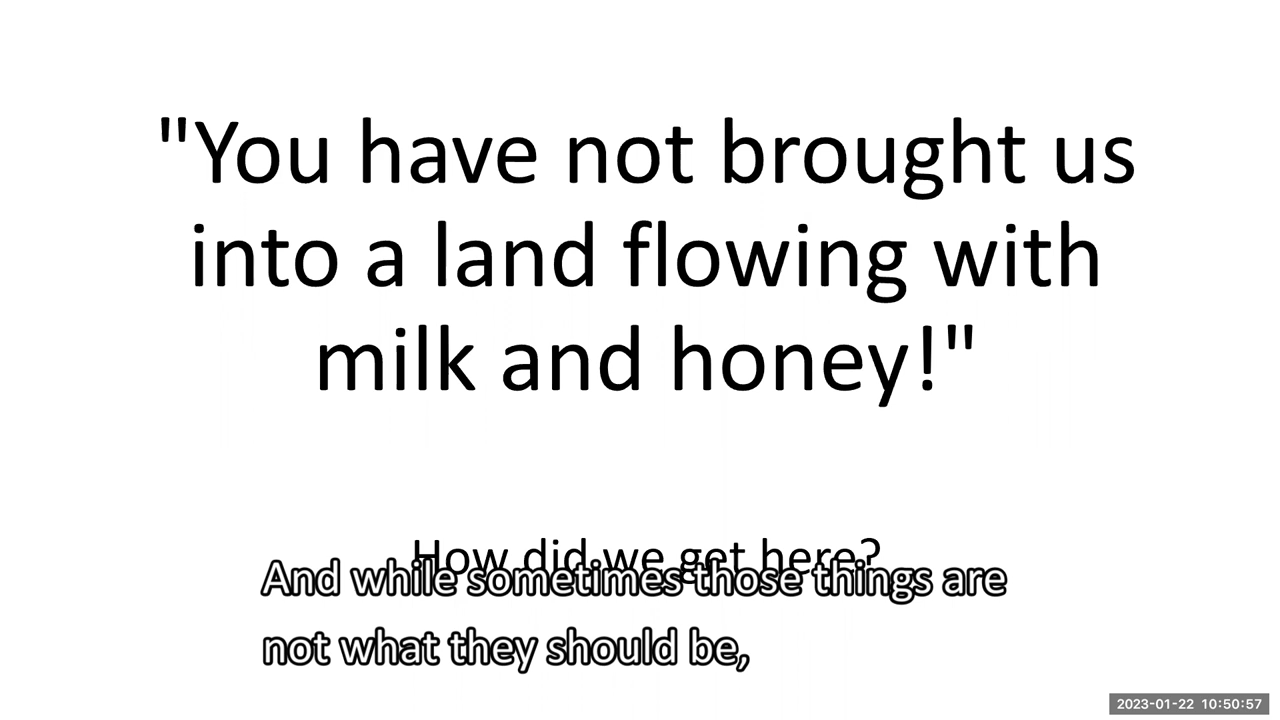 "You have not brought us
into a land flowing with
milk and honey!"
How did we get here?
And while sometimes those things are
not what they should be,
2023-01-22 10:50:57